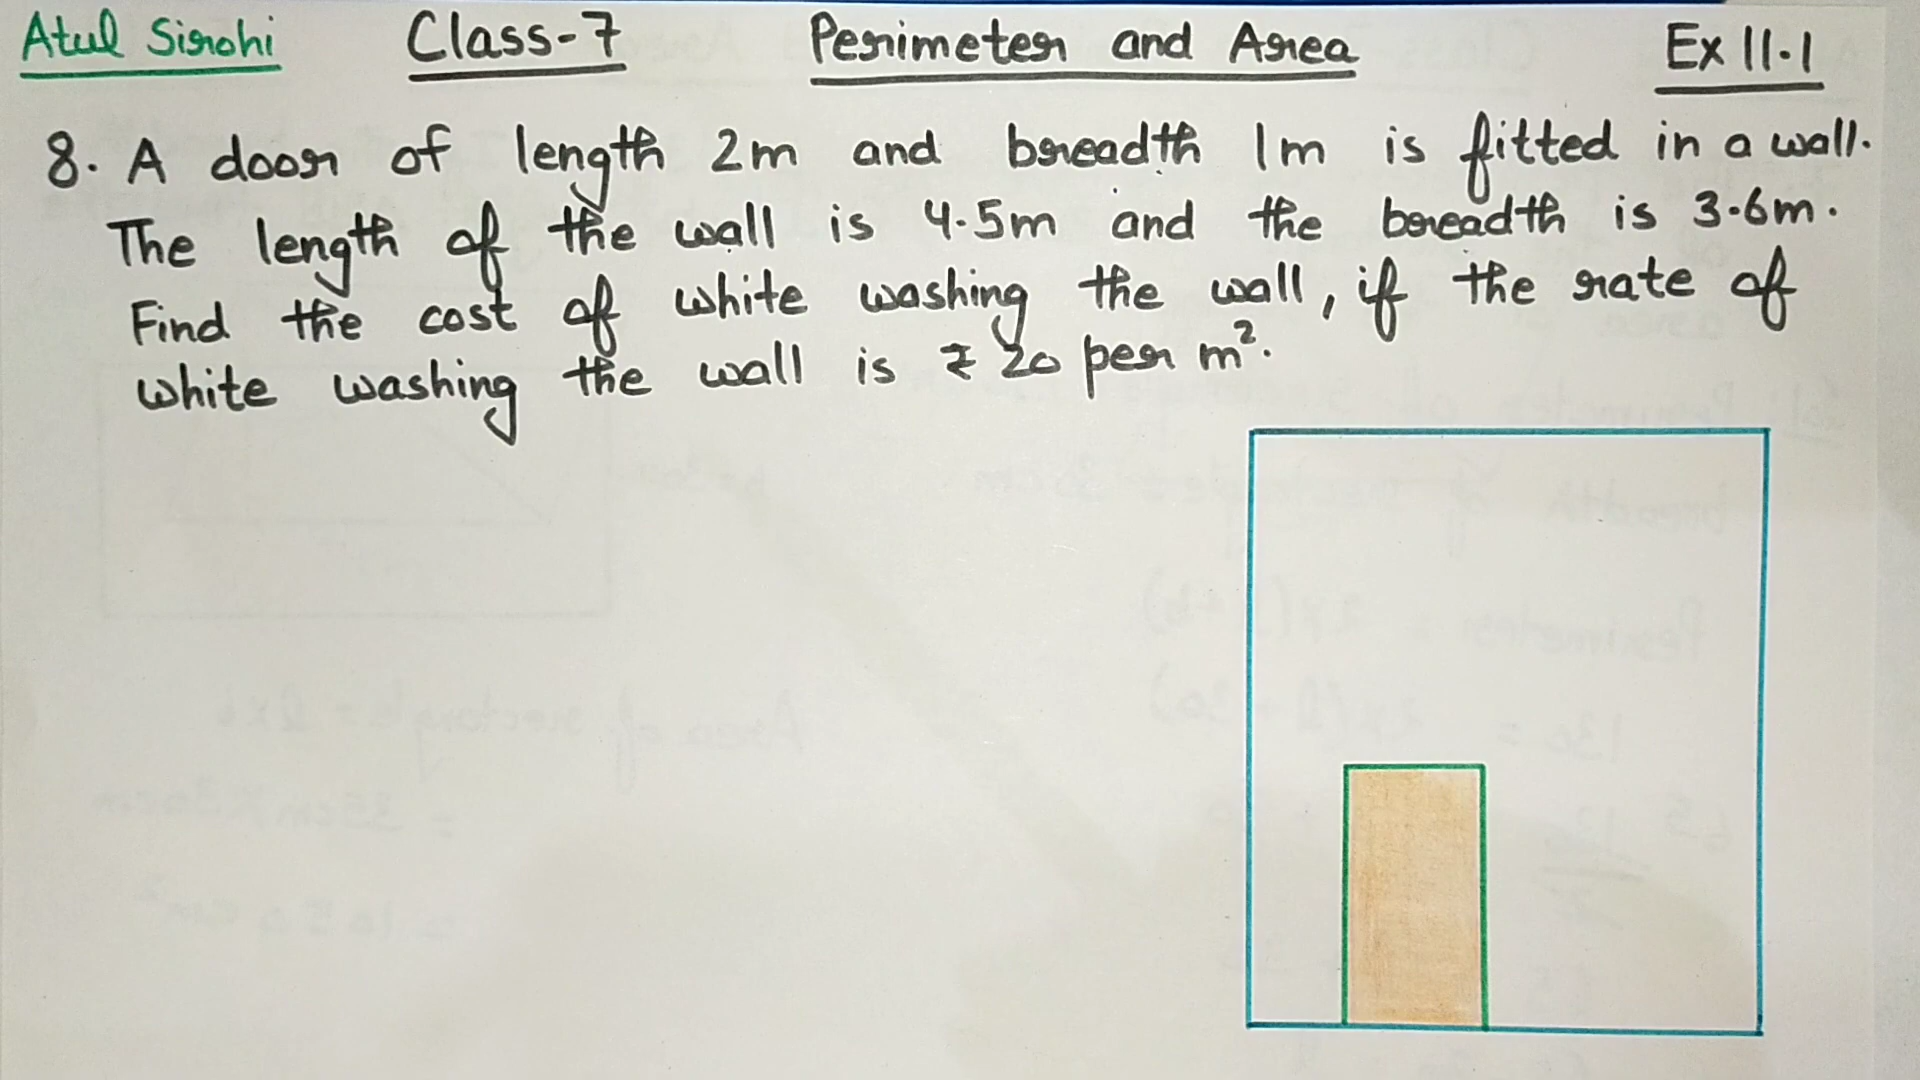 Atul Sirohi Class-7 Perimeter and Area Ex 11.1
8. A door of length 2m and breadth 1m is fitted in a wall.
The length of the wall is 4.5m and the breadth is 3.6m.
Find the cost of white washing the wall, if the rate of
white washing the wall is ₹ 20 per m².